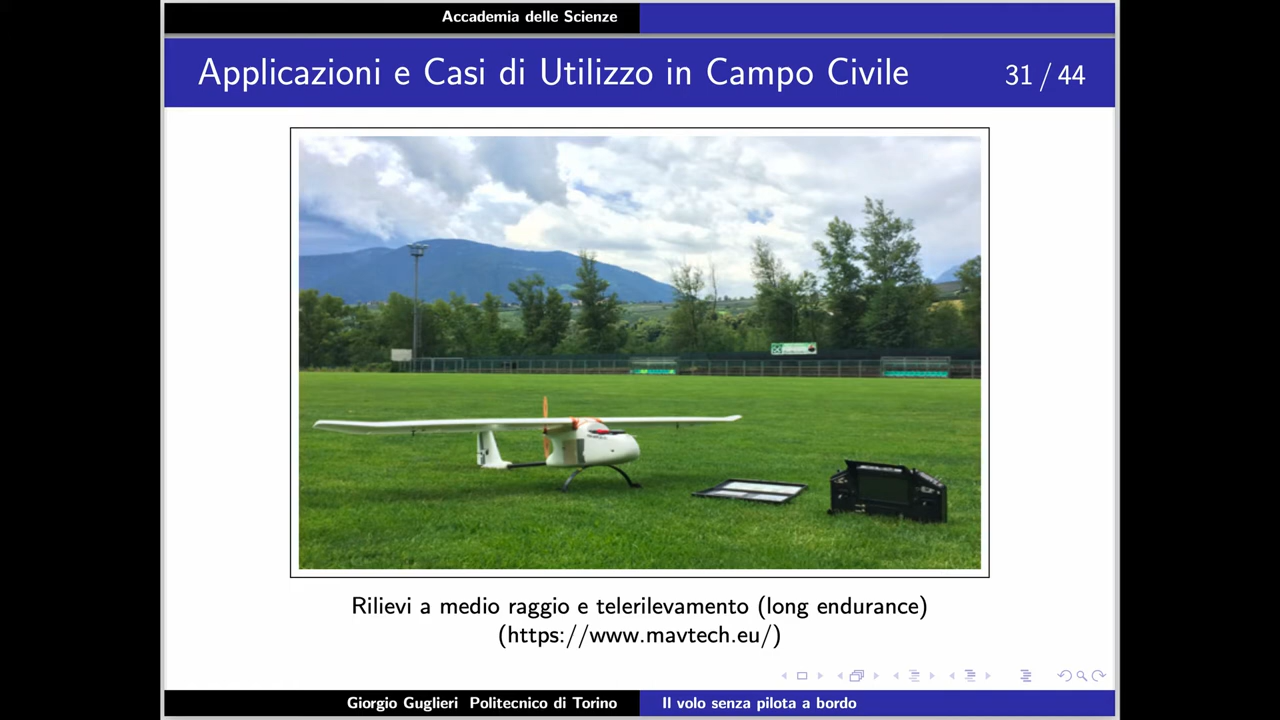 Accademia delle Scienze
Applicazioni e Casi di Utilizzo in Campo Civile
31 / 44
Rilievi a medio raggio e telerilevamento (long endurance)
(https://www.mavtech.eu/)
Giorgio Guglieri Politecnico di Torino
Il volo senza pilota a bordo